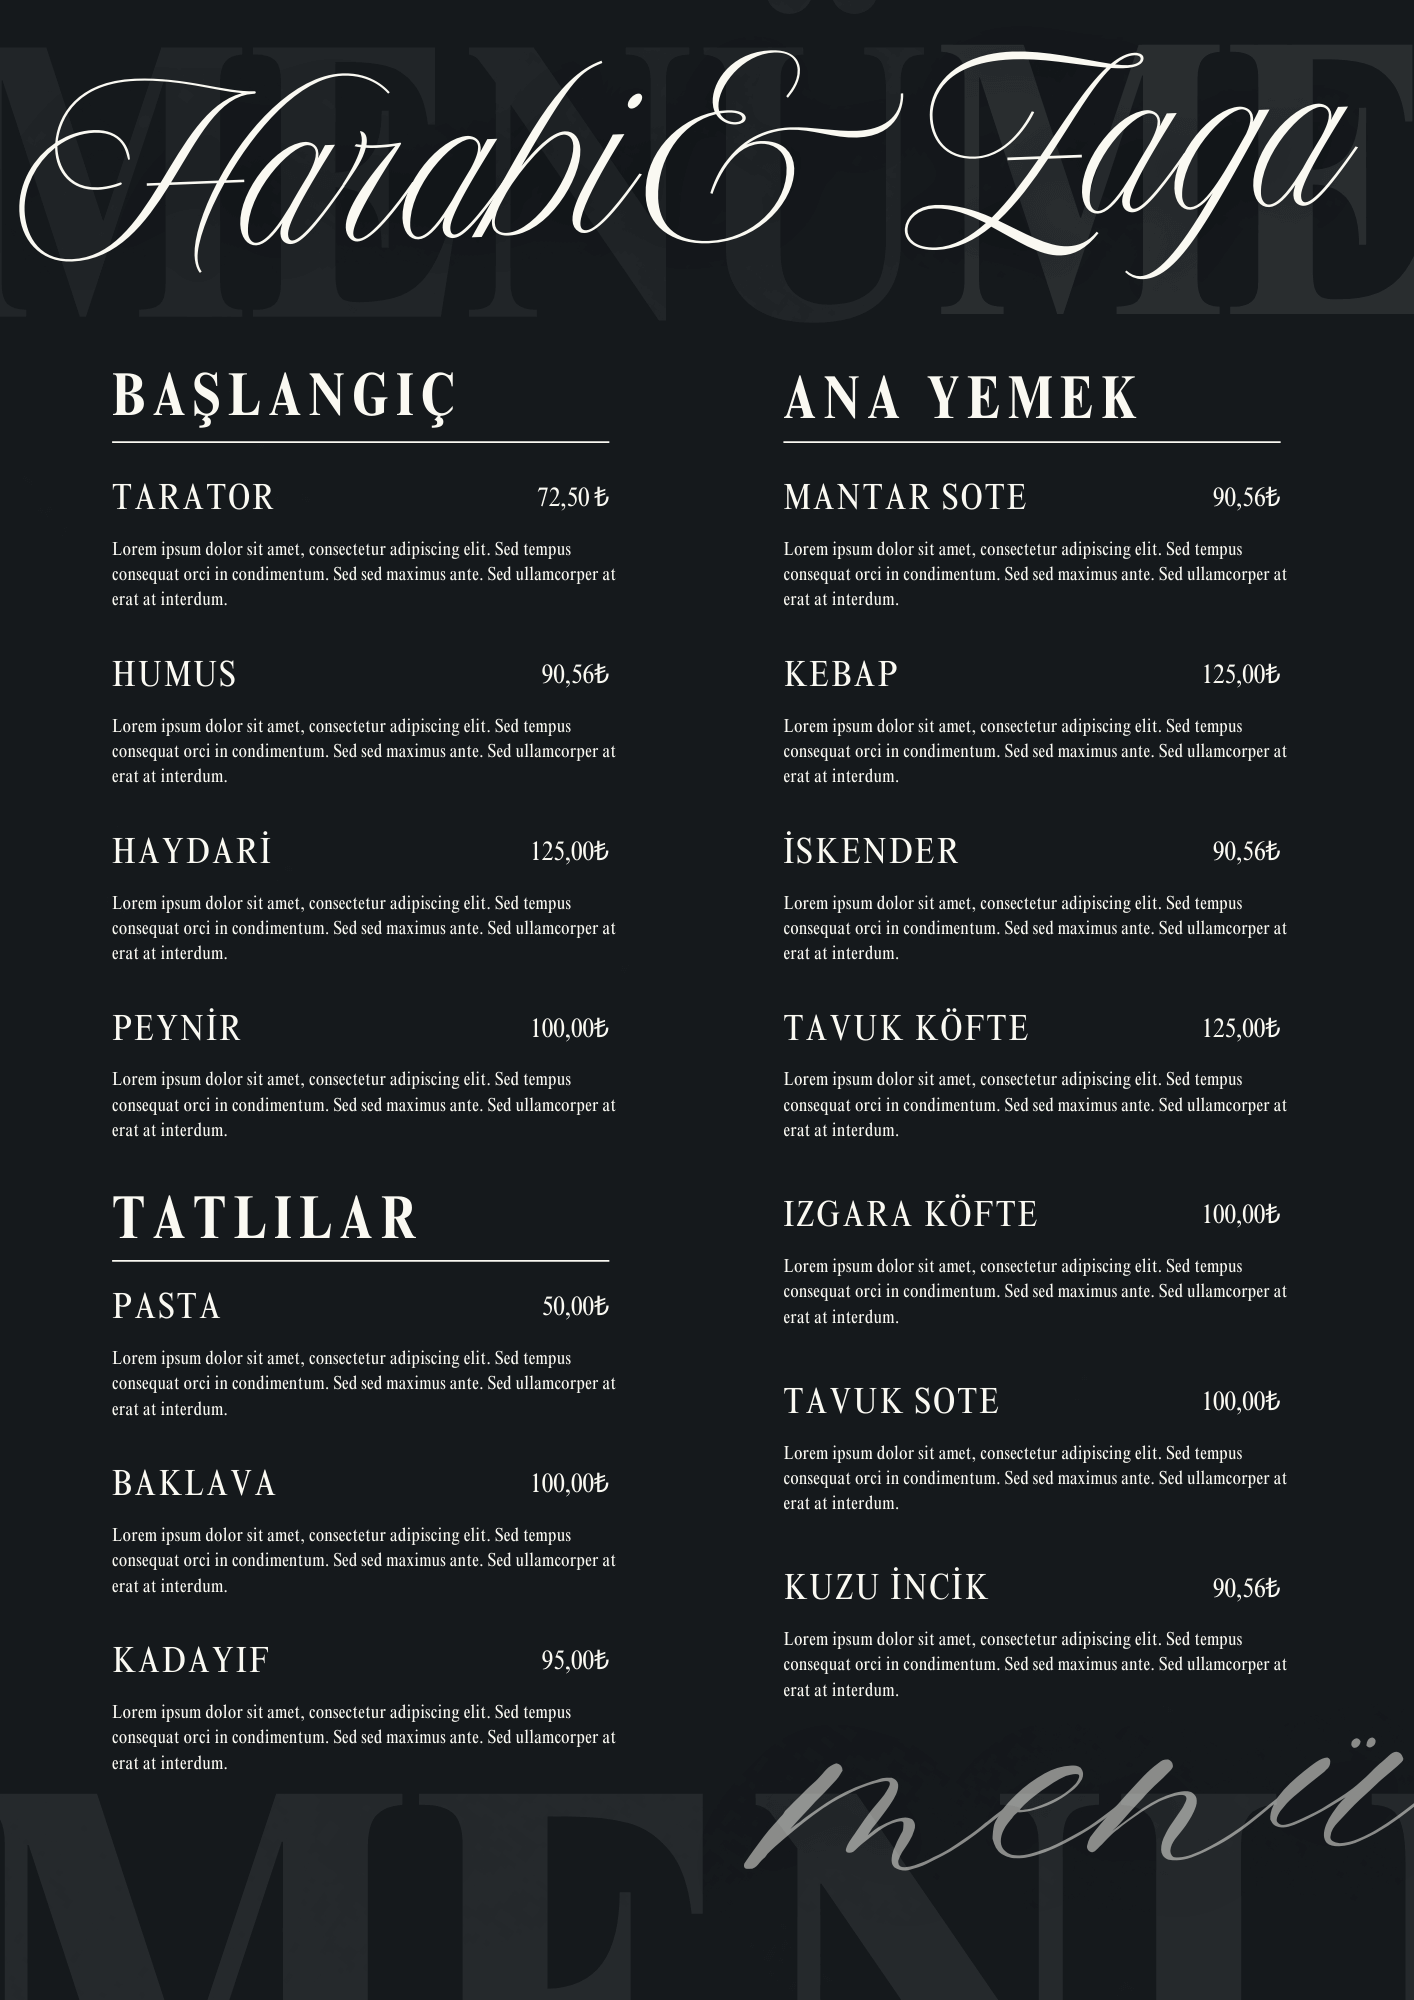 MENÜ ME
Harabi & Zaga
BAŞLANGIÇ
TARATOR 72,50 ₺
Lorem ipsum dolor sit amet, consectetur adipiscing elit. Sed tempus
consequat orci in condimentum. Sed sed maximus ante. Sed ullamcorper at
erat at interdum.
HUMUS 90,56₺
Lorem ipsum dolor sit amet, consectetur adipiscing elit. Sed tempus
consequat orci in condimentum. Sed sed maximus ante. Sed ullamcorper at
erat at interdum.
HAYDARİ 125,00₺
Lorem ipsum dolor sit amet, consectetur adipiscing elit. Sed tempus
consequat orci in condimentum. Sed sed maximus ante. Sed ullamcorper at
erat at interdum.
PEYNİR 100,00₺
Lorem ipsum dolor sit amet, consectetur adipiscing elit. Sed tempus
consequat orci in condimentum. Sed sed maximus ante. Sed ullamcorper at
erat at interdum.
TATLILAR
PASTA 50,00₺
Lorem ipsum dolor sit amet, consectetur adipiscing elit. Sed tempus
consequat orci in condimentum. Sed sed maximus ante. Sed ullamcorper at
erat at interdum.
BAKLAVA 100,00₺
Lorem ipsum dolor sit amet, consectetur adipiscing elit. Sed tempus
consequat orci in condimentum. Sed sed maximus ante. Sed ullamcorper at
erat at interdum.
KADAYIF 95,00₺
Lorem ipsum dolor sit amet, consectetur adipiscing elit. Sed tempus
consequat orci in condimentum. Sed sed maximus ante. Sed ullamcorper at
erat at interdum.
ANA YEMEK
MANTAR SOTE 90,56₺
Lorem ipsum dolor sit amet, consectetur adipiscing elit. Sed tempus
consequat orci in condimentum. Sed sed maximus ante. Sed ullamcorper at
erat at interdum.
KEBAP 125,00₺
Lorem ipsum dolor sit amet, consectetur adipiscing elit. Sed tempus
consequat orci in condimentum. Sed sed maximus ante. Sed ullamcorper at
erat at interdum.
İSKENDER 90,56₺
Lorem ipsum dolor sit amet, consectetur adipiscing elit. Sed tempus
consequat orci in condimentum. Sed sed maximus ante. Sed ullamcorper at
erat at interdum.
TAVUK KÖFTE 125,00₺
Lorem ipsum dolor sit amet, consectetur adipiscing elit. Sed tempus
consequat orci in condimentum. Sed sed maximus ante. Sed ullamcorper at
erat at interdum.
IZGARA KÖFTE 100,00₺
Lorem ipsum dolor sit amet, consectetur adipiscing elit. Sed tempus
consequat orci in condimentum. Sed sed maximus ante. Sed ullamcorper at
erat at interdum.
TAVUK SOTE 100,00₺
Lorem ipsum dolor sit amet, consectetur adipiscing elit. Sed tempus
consequat orci in condimentum. Sed sed maximus ante. Sed ullamcorper at
erat at interdum.
KUZU İNCİK 90,56₺
Lorem ipsum dolor sit amet, consectetur adipiscing elit. Sed tempus
consequat orci in condimentum. Sed sed maximus ante. Sed ullamcorper at
erat at interdum.
menü
MENU